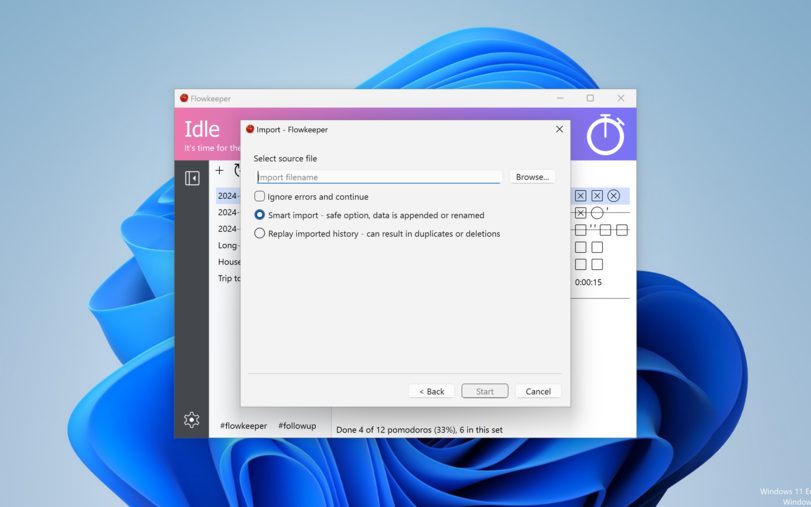 Flowkeeper
Idle
It's time for the
Import - Flowkeeper
Select source file
Import filename
Browse...
Ignore errors and continue
Smart import - safe option, data is appended or renamed
Replay imported history - can result in duplicates or deletions
2024-
2024-
2024-
Long-
House
Trip to
0:00:15
< Back
Start
Cancel
#flowkeeper #followup
Done 4 of 12 pomodoros (33%), 6 in this set
Windows 11 E
Window